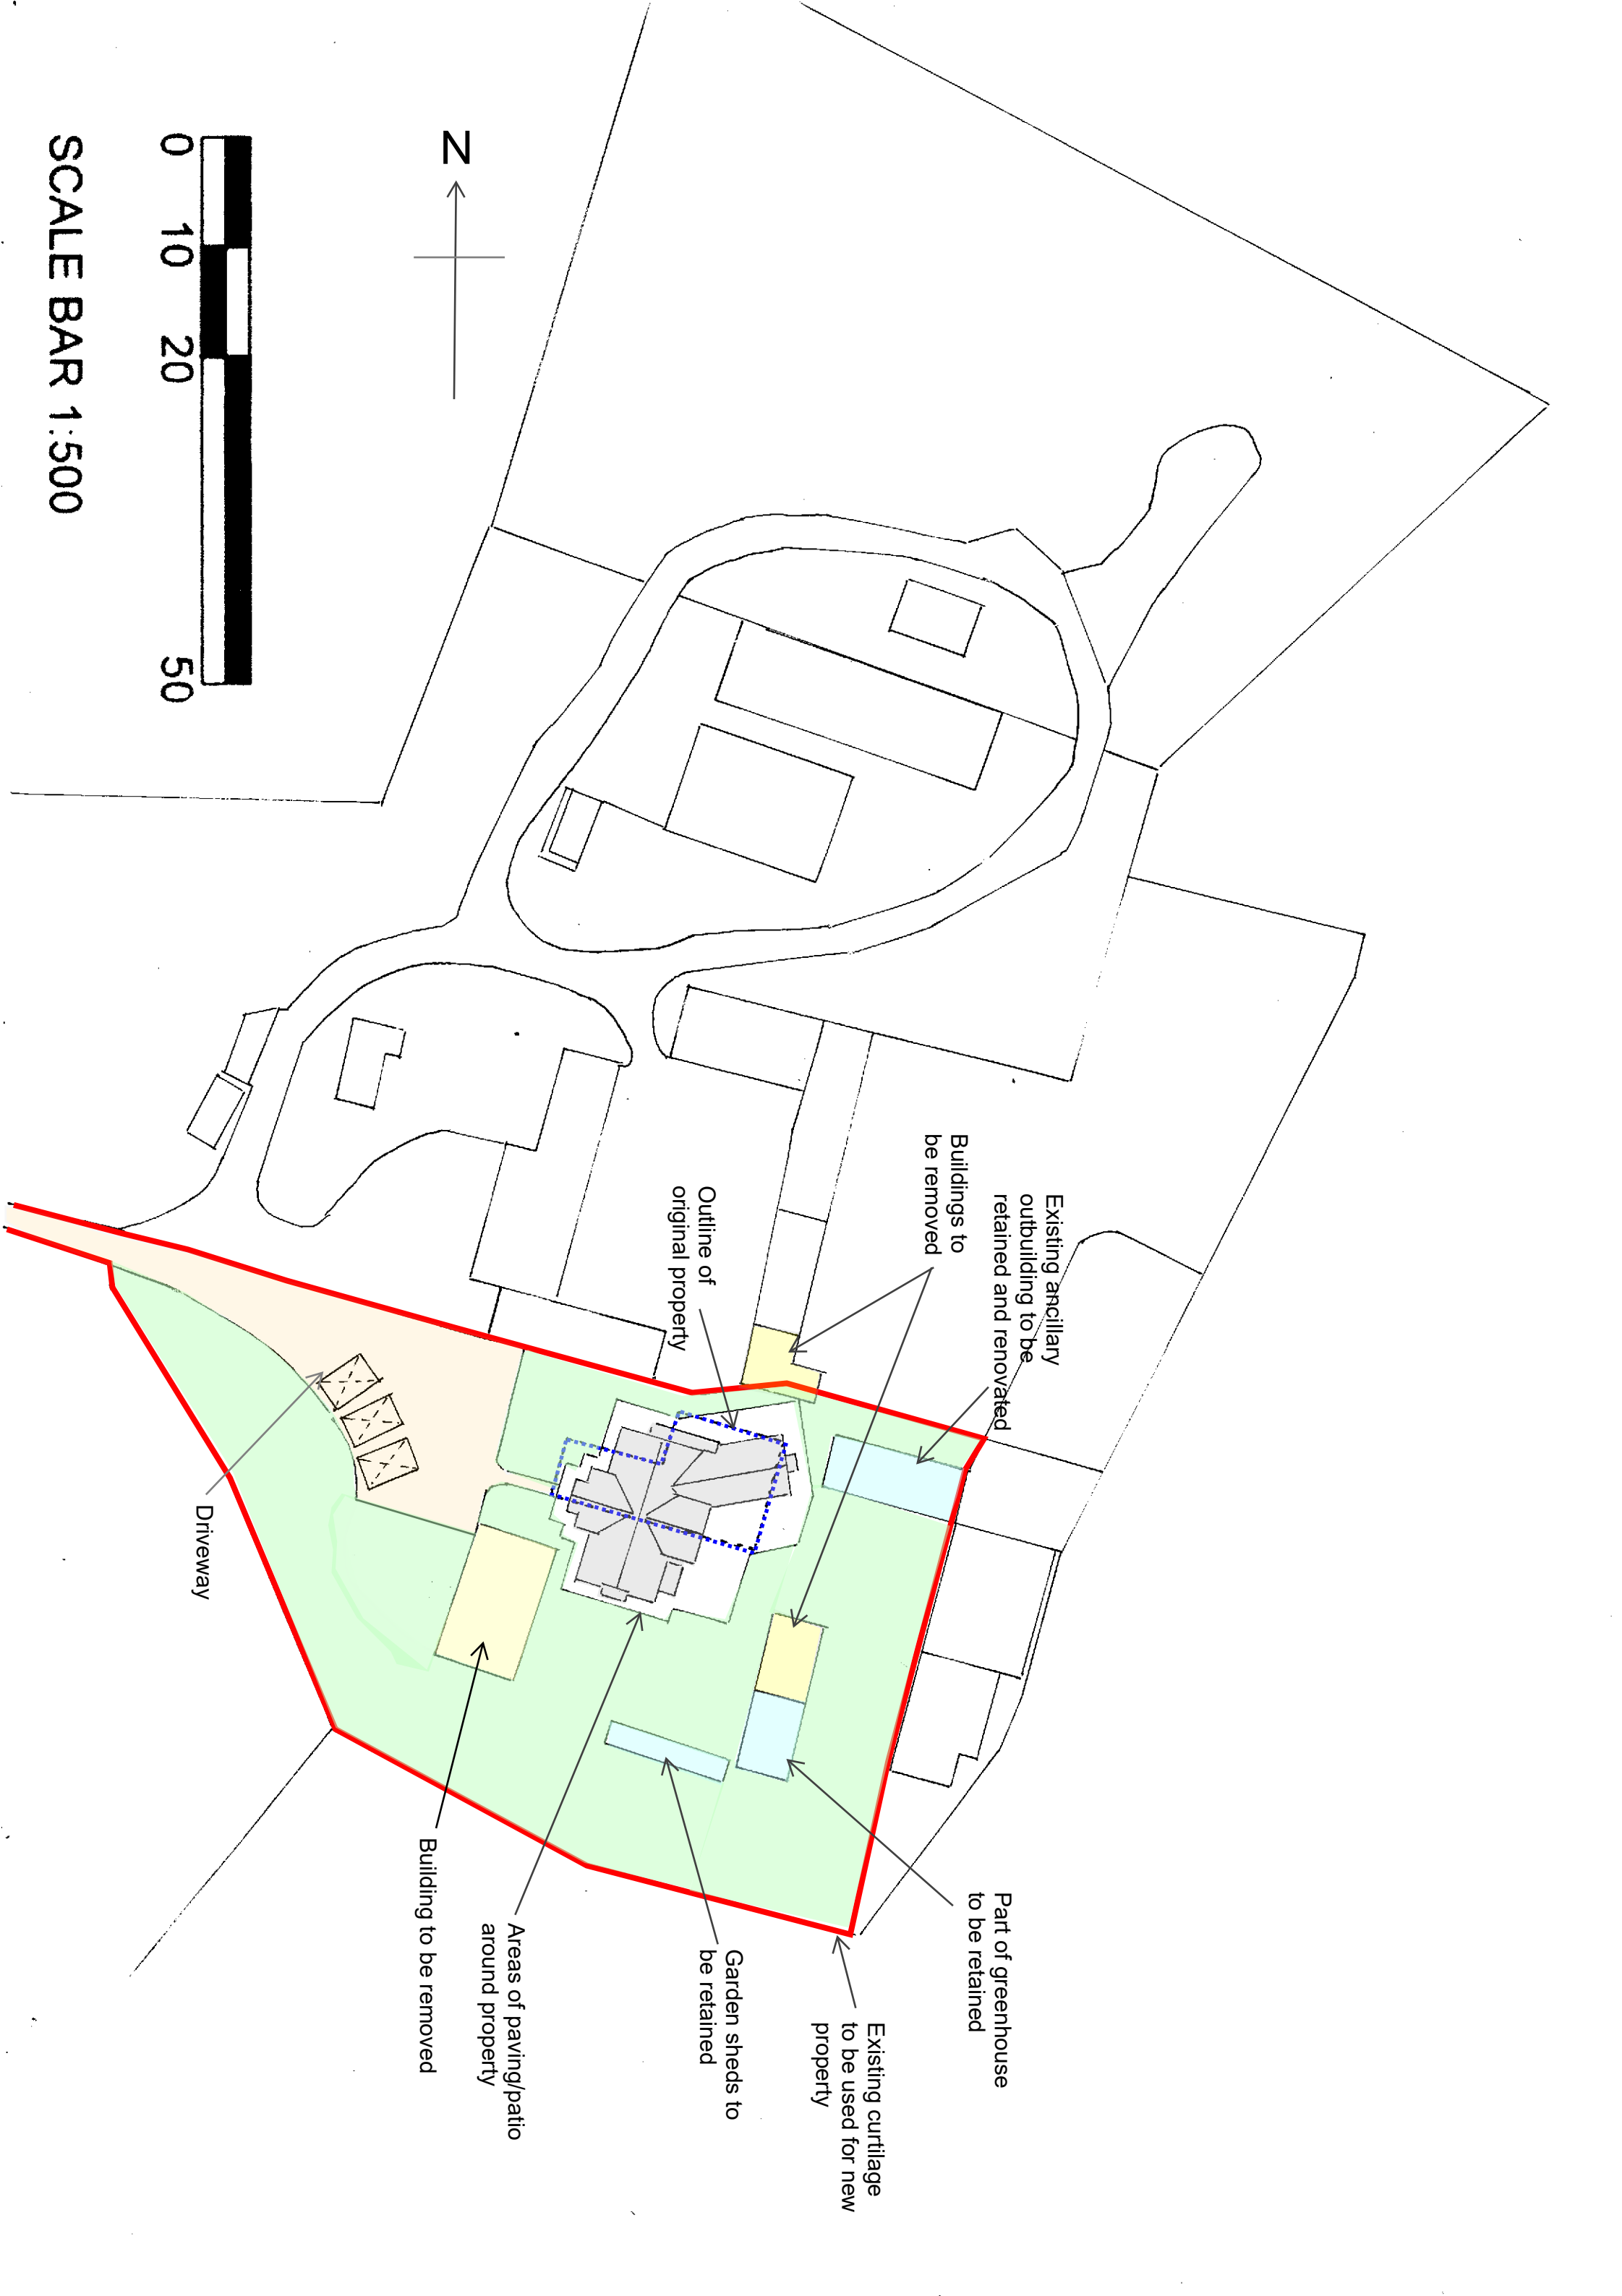 SCALE BAR 1:500
0
10
20
50
N
Existing ancillary
outbuilding to be
retained and renovated
Buildings to
be removed
Outline of
original property
Driveway
Building to be removed
Areas of paving/patio
around property
Garden sheds to
be retained
Part of greenhouse
to be retained
Existing curtilage
to be used for new
property